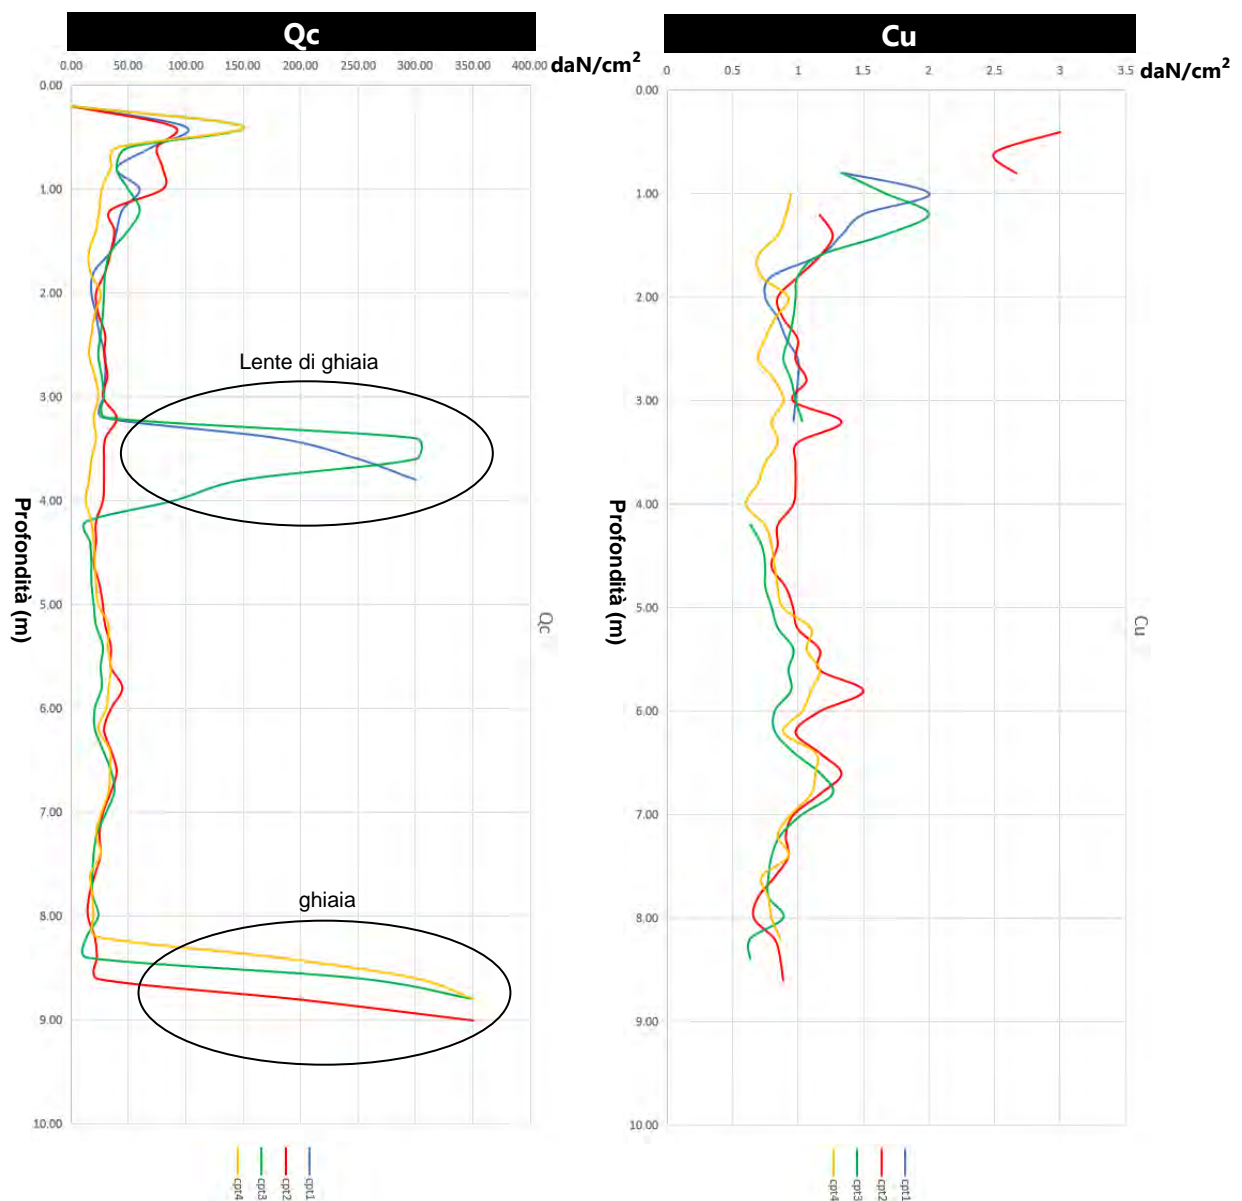 Qc
0.00 50.00 100.00 150.00 200.00 250.00 300.00 350.00 400.00 daN/cm²
0.00
1.00
2.00
3.00
4.00
5.00
6.00
7.00
8.00
9.00
10.00
Profondità (m)
Lente di ghiaia
ghiaia
Qc
cpt4
cpt3
cpt2
cpt1
Cu
0 0.5 1 1.5 2 2.5 3 3.5 daN/cm²
0.00
1.00
2.00
3.00
4.00
5.00
6.00
7.00
8.00
9.00
10.00
Profondità (m)
Cu
cpt4
cpt3
cpt2
cpt1